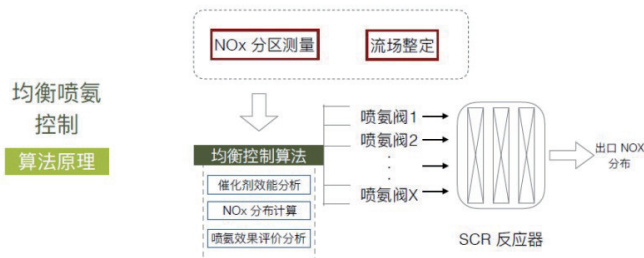 NOx 分区测量
流场整定
均衡喷氨
控制
算法原理
均衡控制算法
催化剂效能分析
NOx 分布计算
喷氨效果评价分析
喷氨阀1
喷氨阀2
喷氨阀X
SCR 反应器
出口 NOX
分布